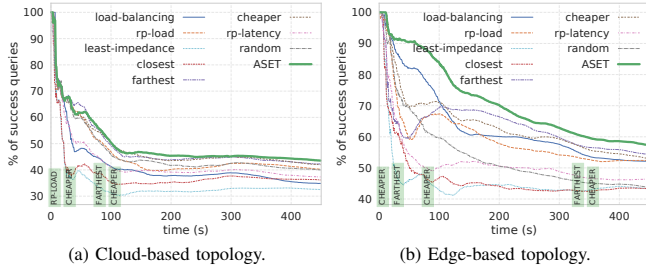 % of success queries
100
90
80
70
60
50
40
30
load-balancing
rp-load
least-impedance
closest
farthest
cheaper
rp-latency
random
ASET
RP-LOAD
CHEAPER
FARTHEST
CHEAPER
0 100 200 300 400
time (s)
(a) Cloud-based topology.
% of success queries
100
90
80
70
60
50
40
load-balancing
rp-load
least-impedance
closest
farthest
cheaper
rp-latency
random
ASET
CHEAPER
FARTHEST
CHEAPER
FARTHEST
CHEAPER
0 100 200 300 400
time (s)
(b) Edge-based topology.